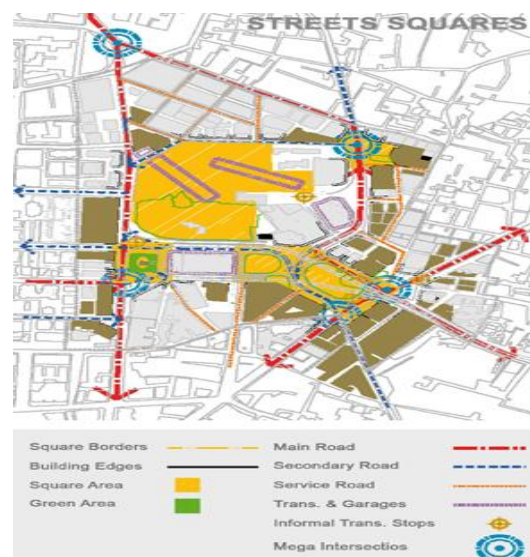 STREETS SQUARES
Square Borders
Building Edges
Square Area
Green Area
Main Road
Secondary Road
Service Road
Trans. & Garages
Informal Trans. Stops
Mega Intersectios